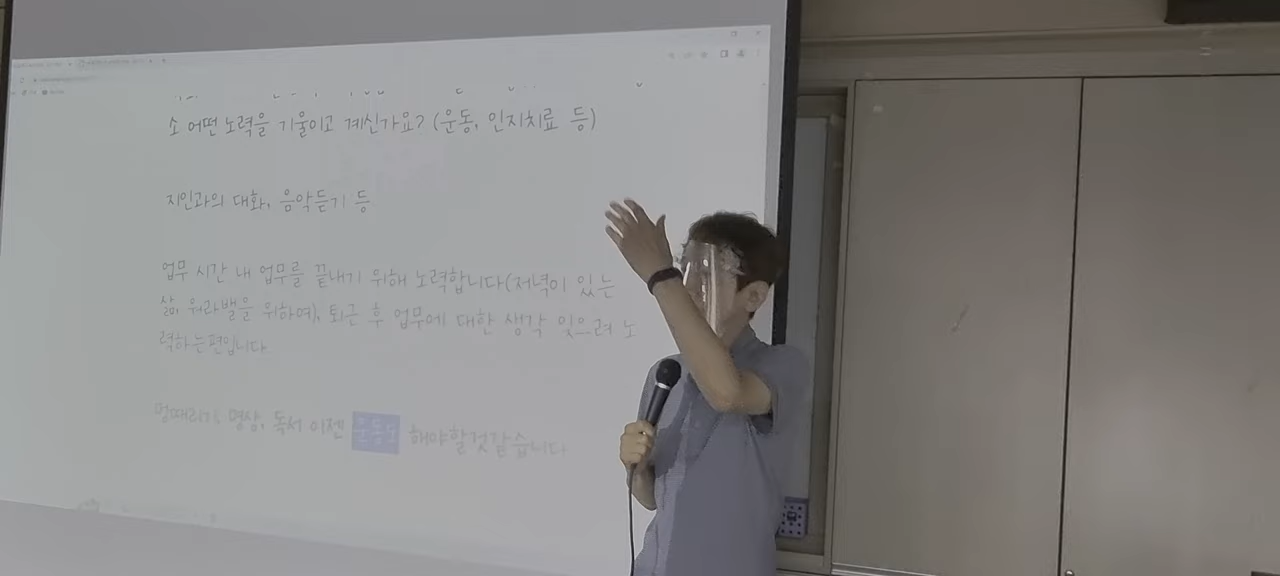 소 어떤 노력을 기울이고 계신가요? (운동, 인지치료 등)
지인과의 대화, 음악듣기 등
업무 시간 내 업무를 끝내기 위해 노력합니다(저녁이 있는
삶, 워라밸을 위하여), 퇴근 후 업무에 대한 생각 잊으려 노
력하는편입니다
멍때리기, 명상, 독서 이젠 운동도 해야할것같습니다